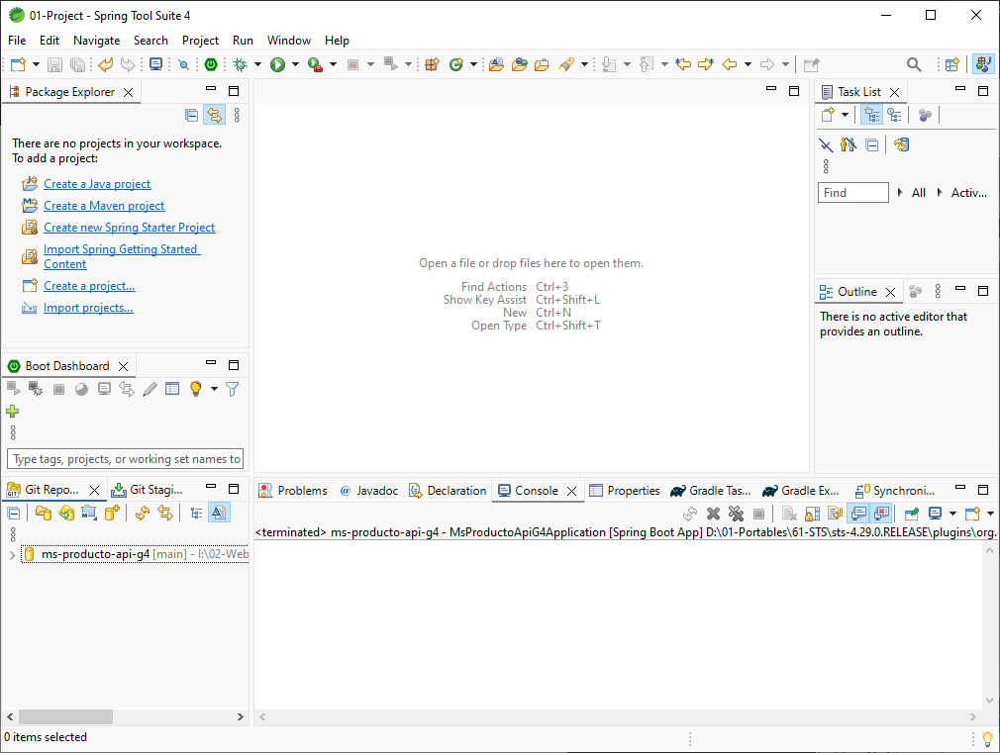 01-Project - Spring Tool Suite 4
File Edit Navigate Search Project Run Window Help
Package Explorer
There are no projects in your workspace.
To add a project:
Create a Java project
Create a Maven project
Create new Spring Starter Project
Import Spring Getting Started
Content
Create a project...
Import projects...
Open a file or drop files here to open them.
Find Actions Ctrl+3
Show Key Assist Ctrl+Shift+L
New Ctrl+N
Open Type Ctrl+Shift+T
Task List
Find All Activ...
Outline
There is no active editor that
provides an outline.
Boot Dashboard
Type tags, projects, or working set names to
Git Repo... Git Stagi...
ms-producto-api-g4 [main] - I:\02-Web
Problems Javadoc Declaration Console Properties Gradle Tas... Gradle Ex... Synchroni...
<terminated> ms-producto-api-g4 - MsProductoApiG4Application [Spring Boot App] D:\01-Portables\61-STS\sts-4.29.0.RELEASE\plugins\org.
0 items selected